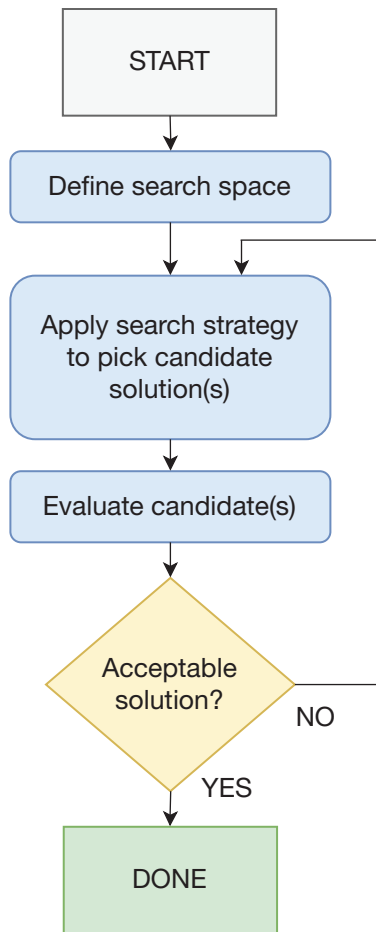 START
Define search space
Apply search strategy
to pick candidate
solution(s)
Evaluate candidate(s)
Acceptable
solution?
NO
YES
DONE